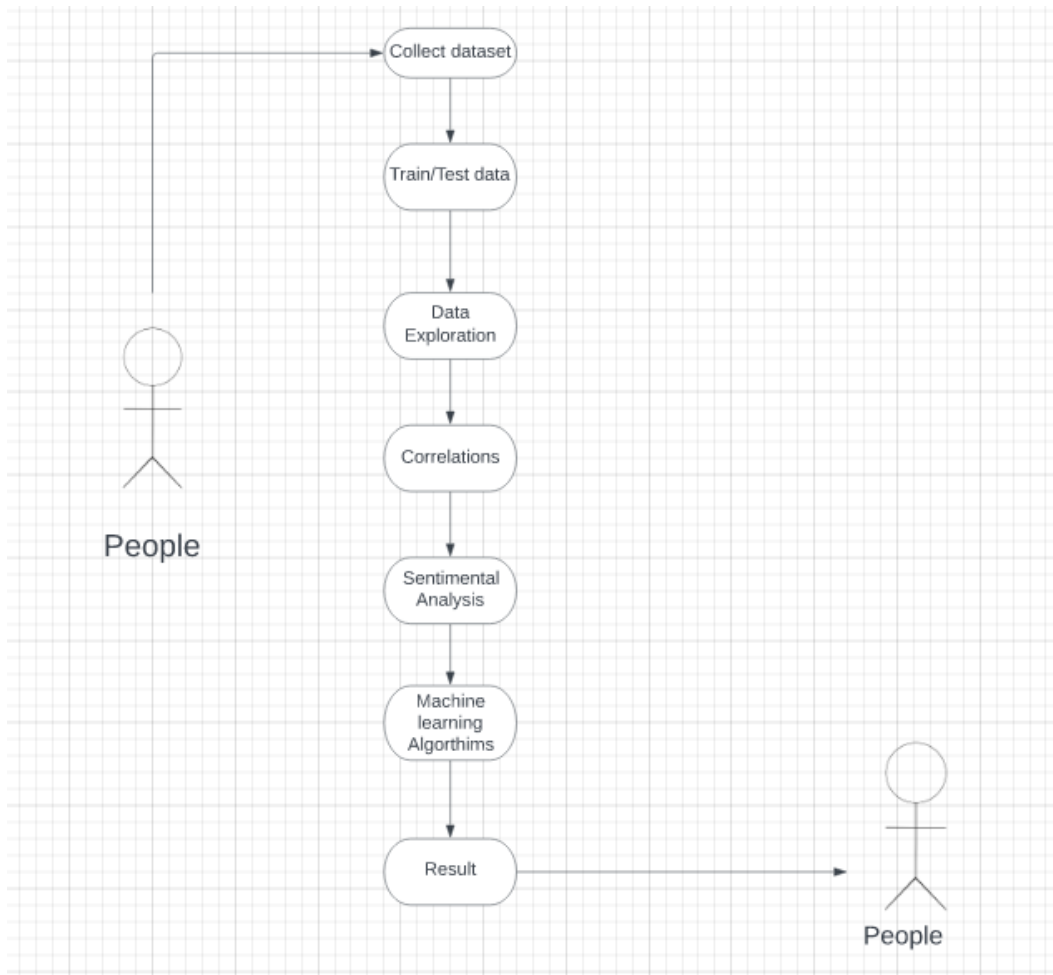 Collect dataset
Train/Test data
Data
Exploration
Correlations
People
Sentimental
Analysis
Machine
learning
Algorthims
Result
People